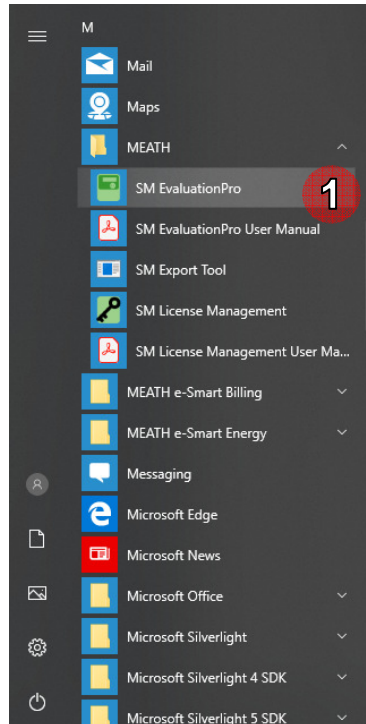 M
Mail
Maps
MEATH
SM EvaluationPro
1
SM EvaluationPro User Manual
SM Export Tool
SM License Management
SM License Management User Ma...
MEATH e-Smart Billing
MEATH e-Smart Energy
Messaging
Microsoft Edge
Microsoft News
Microsoft Office
Microsoft Silverlight
Microsoft Silverlight 4 SDK
Microsoft Silverlight 5 SDK